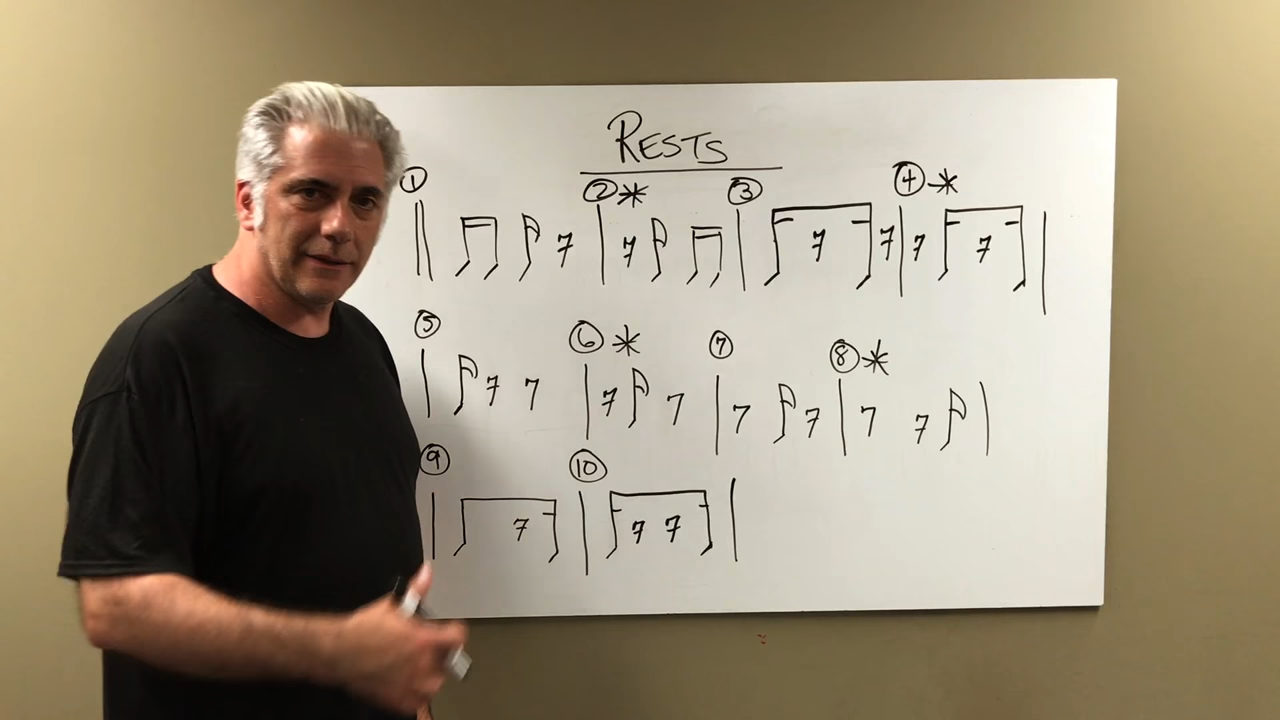 RESTS
① ②* ③ ④*
⑤ ⑥* ⑦ ⑧*
⑨ ⑩